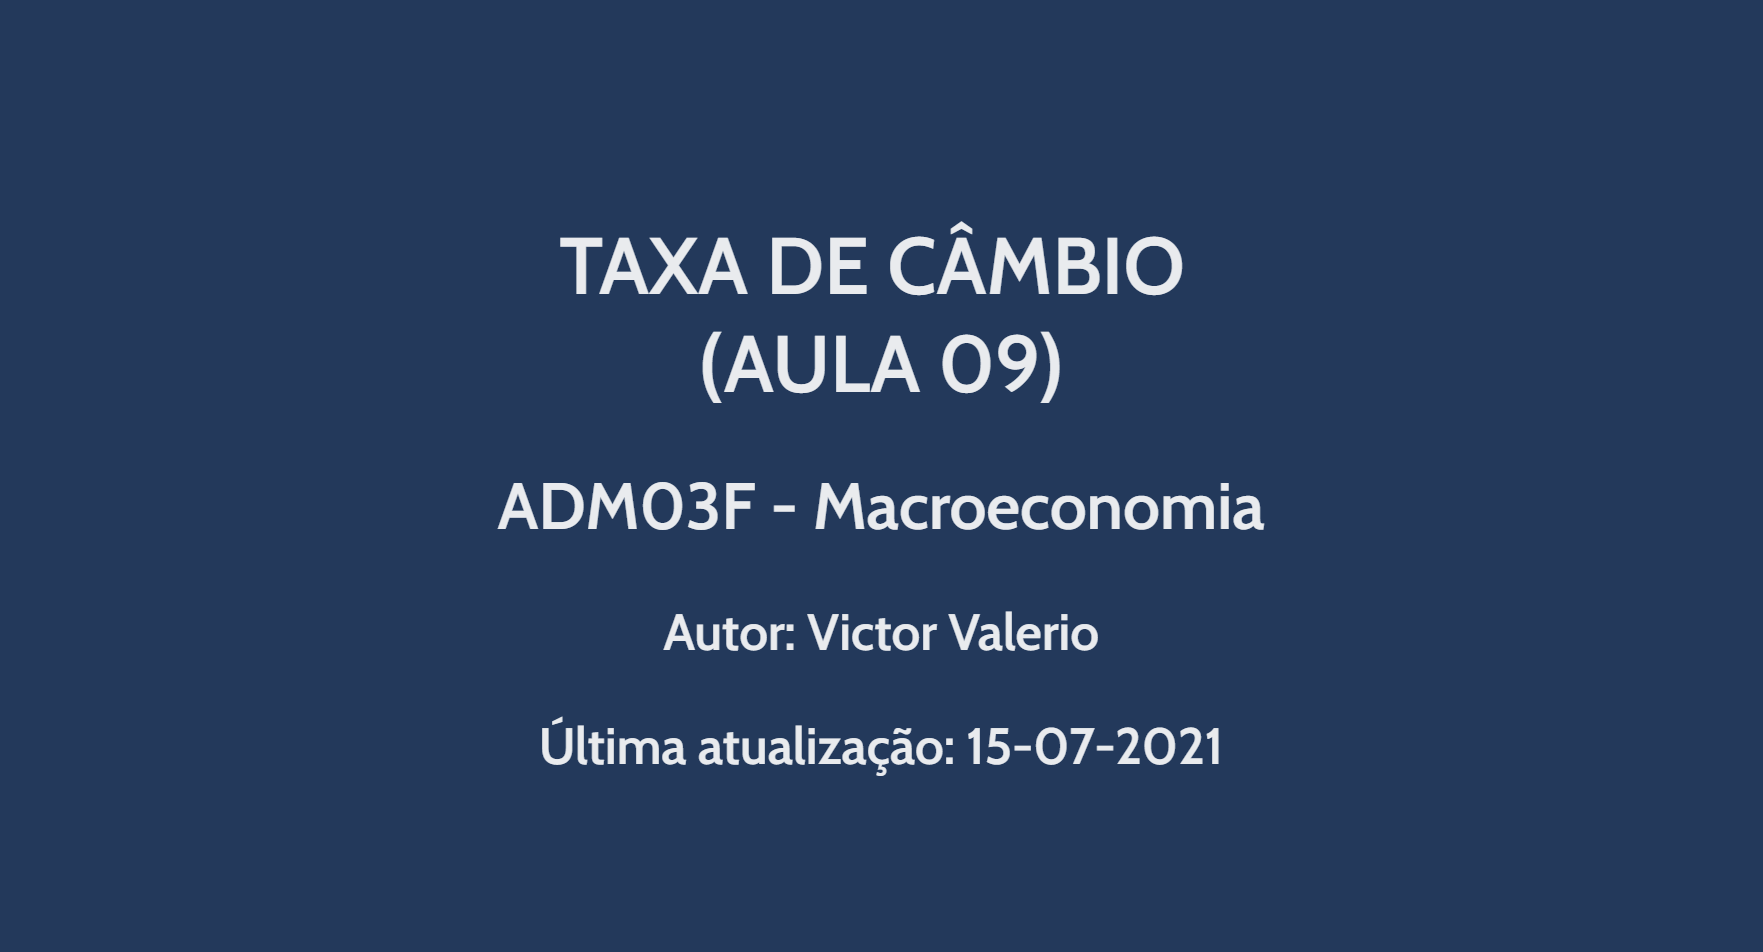 TAXA DE CÂMBIO
(AULA 09)
ADM03F - Macroeconomia
Autor: Victor Valerio
Última atualização: 15-07-2021